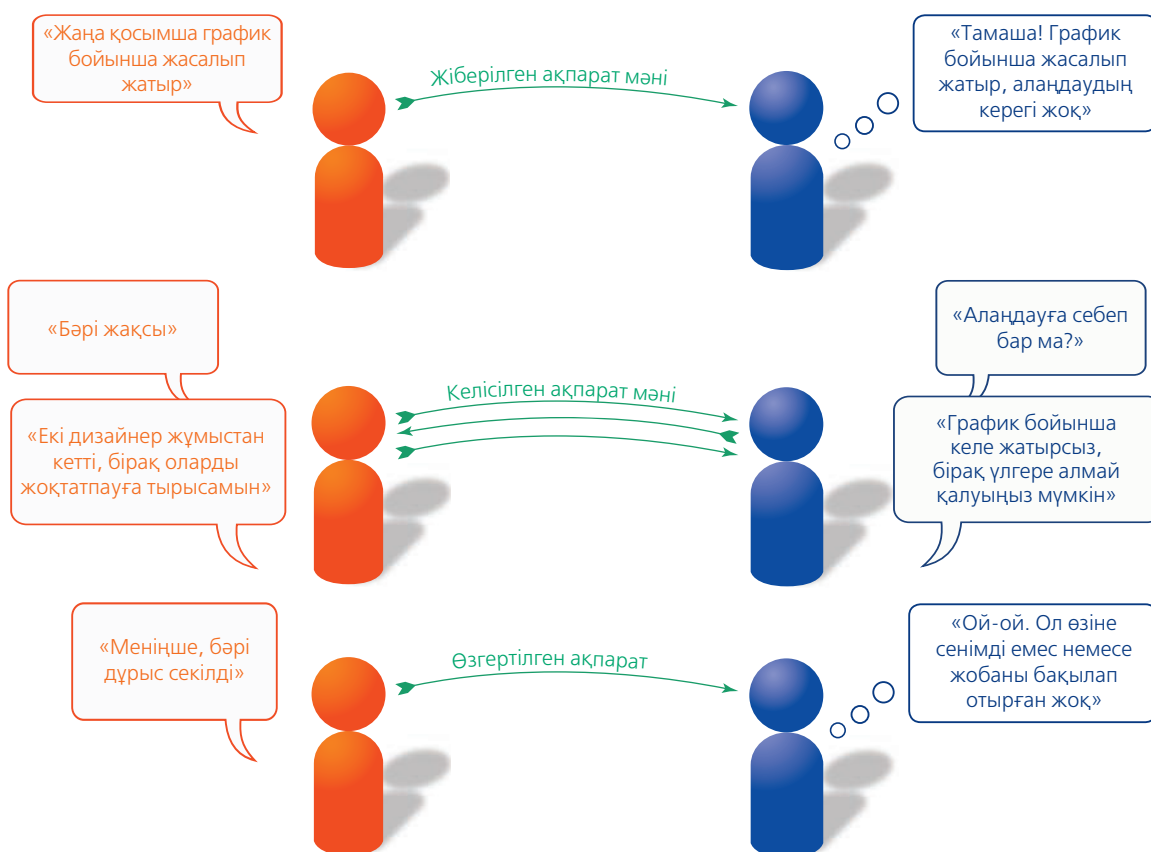 «Жаңа қосымша график
бойынша жасалып
жатыр»
Жіберілген ақпарат мәні
«Тамаша! График
бойынша жасалып
жатыр, алаңдаудың
керегі жоқ»
«Бәрі жақсы»
«Екі дизайнер жұмыстан
кетті, бірақ оларды
жоқтатпауға тырысамын»
Келісілген ақпарат мәні
«Алаңдауға себеп
бар ма?»
«График бойынша
келе жатырсыз,
бірақ үлгере алмай
қалуыңыз мүмкін»
«Меніңше, бәрі
дұрыс секілді»
Өзгертілген ақпарат
«Ой-ой. Ол өзіне
сенімді емес немесе
жобаны бақылап
отырған жоқ»